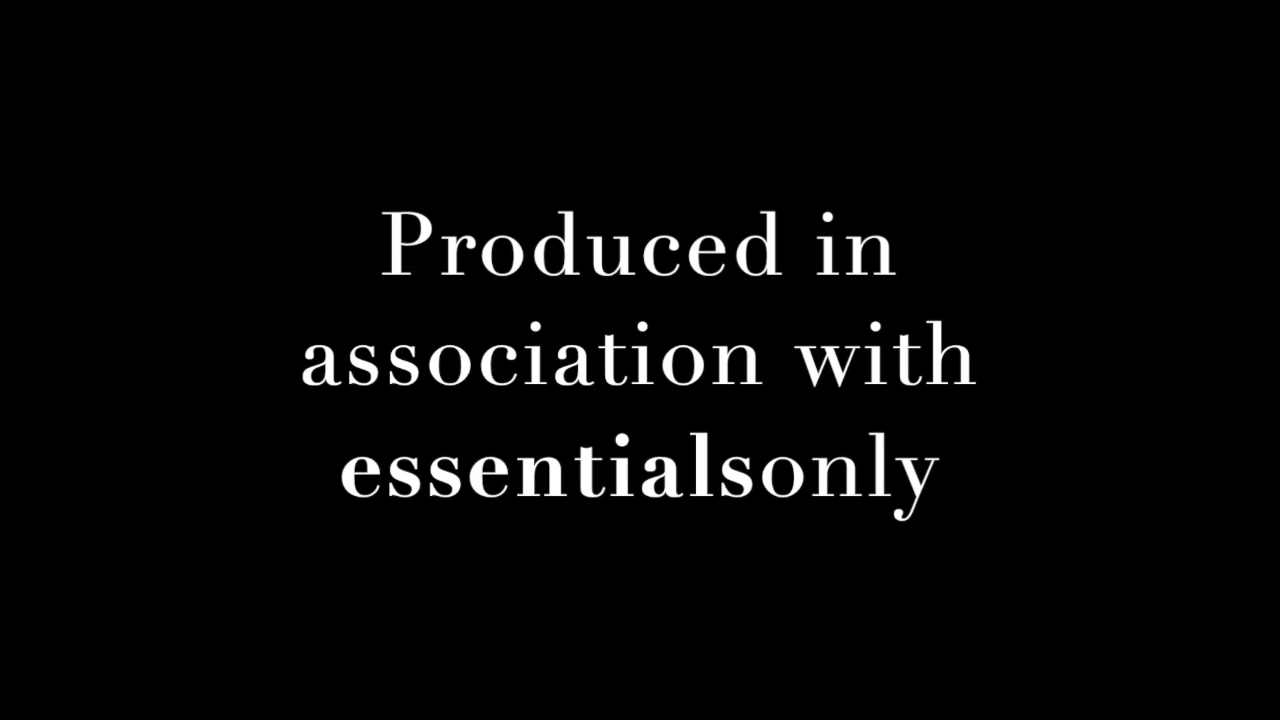 Produced in
association with
essentialsonly